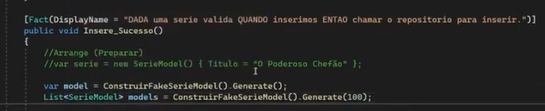 [Fact(DisplayName = "DADA uma serie valida QUANDO inserimos ENTAO chamar o repositorio para inserir.")]
public void Insere_Sucesso()
{
//Arrange (Preparar)
//var serie = new SerieModel() { Titulo = "O Poderoso Chefão" };
var model = ConstruirFakeSerieModel().Generate();
List<SerieModel> models = ConstruirFakeSerieModel().Generate(100);